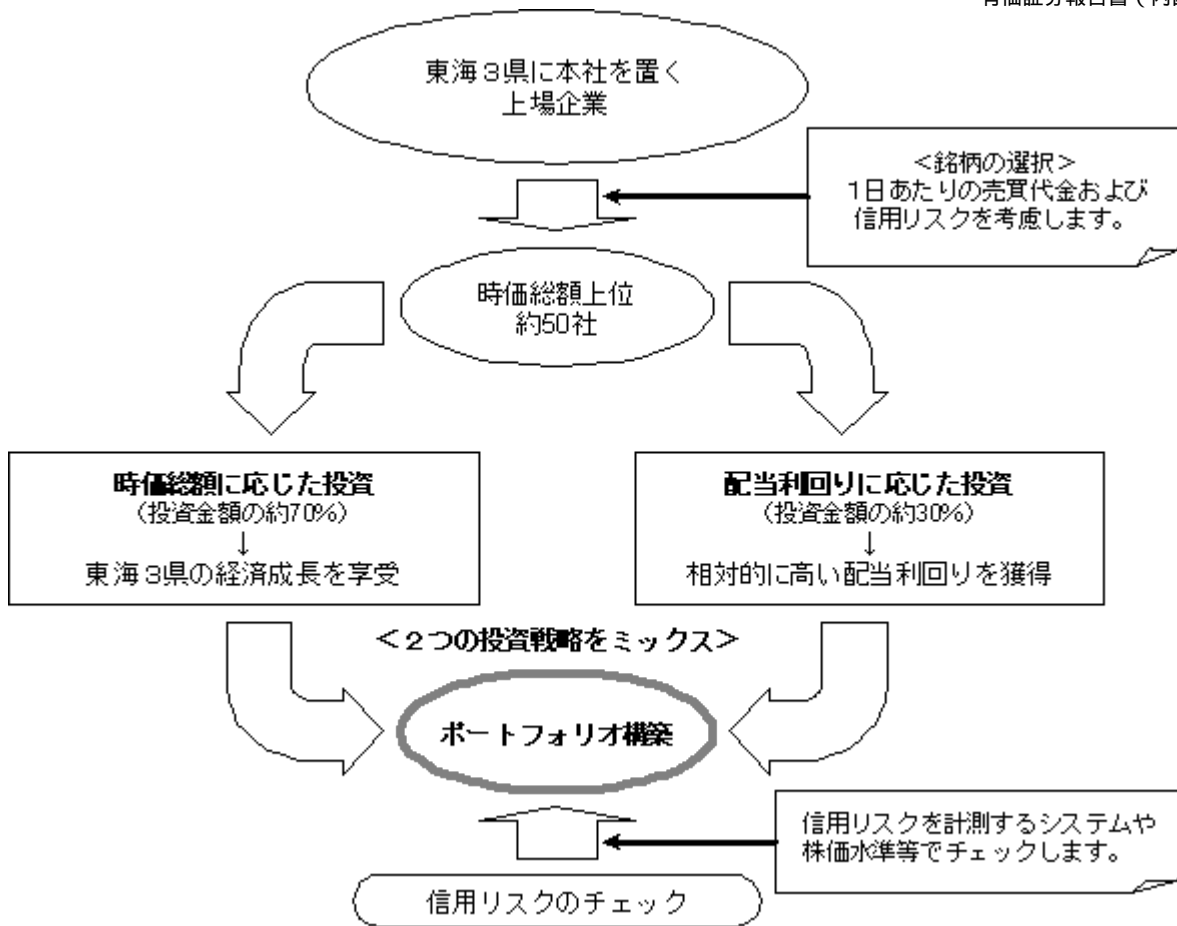 有価証券報告書（内
東海３県に本社を置く
上場企業
＜銘柄の選択＞
１日あたりの売買代金および
信用リスクを考慮します。
時価総額上位
約50社
時価総額に応じた投資
（投資金額の約70%）
↓
東海３県の経済成長を享受
配当利回りに応じた投資
（投資金額の約30%）
↓
相対的に高い配当利回りを獲得
＜２つの投資戦略をミックス＞
ポートフォリオ構築
信用リスクを計測するシステムや
株価水準等でチェックします。
信用リスクのチェック